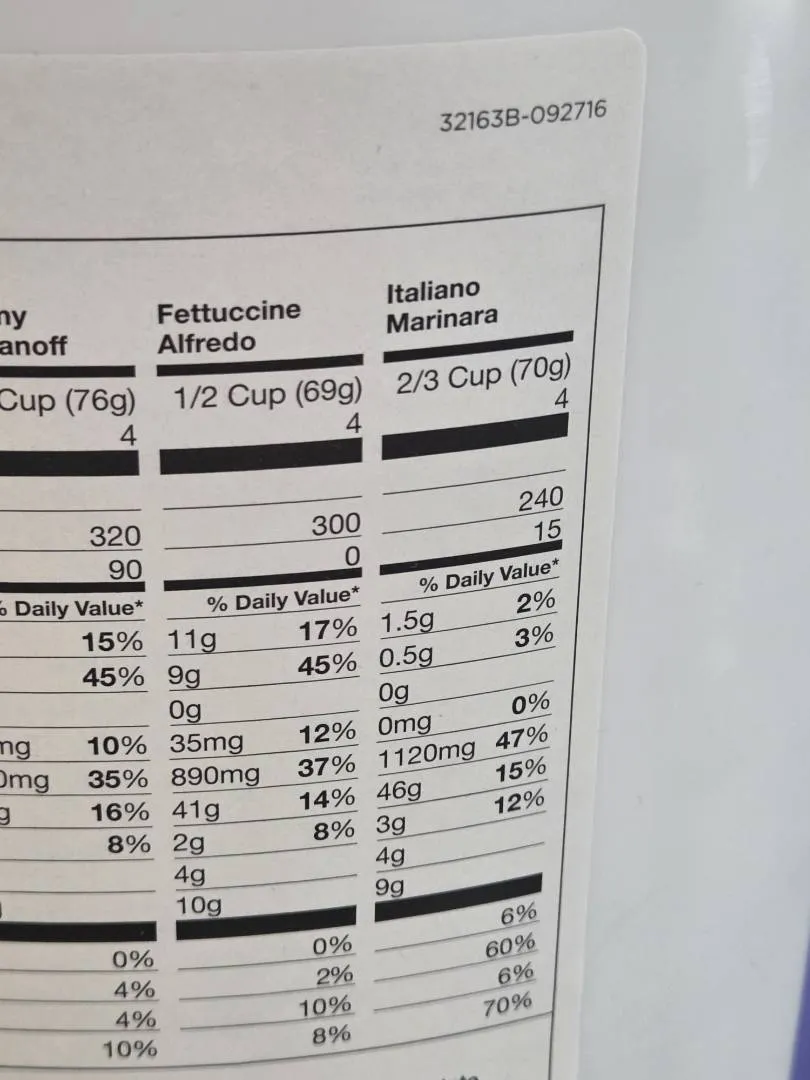 32163B-092716
ny Fettuccine Italiano
anoff Alfredo Marinara
Cup (76g) 1/2 Cup (69g) 2/3 Cup (70g)
4 4 4
320 300 240
90 0 15
% Daily Value* % Daily Value* % Daily Value*
15% 11g 17% 1.5g 2%
45% 9g 45% 0.5g 3%
0g 0g
mg 10% 35mg 12% 0mg 0%
0mg 35% 890mg 37% 1120mg 47%
g 16% 41g 14% 46g 15%
8% 2g 8% 3g 12%
4g 4g
10g 9g
0% 0% 6%
4% 2% 60%
4% 10% 6%
10% 8% 70%